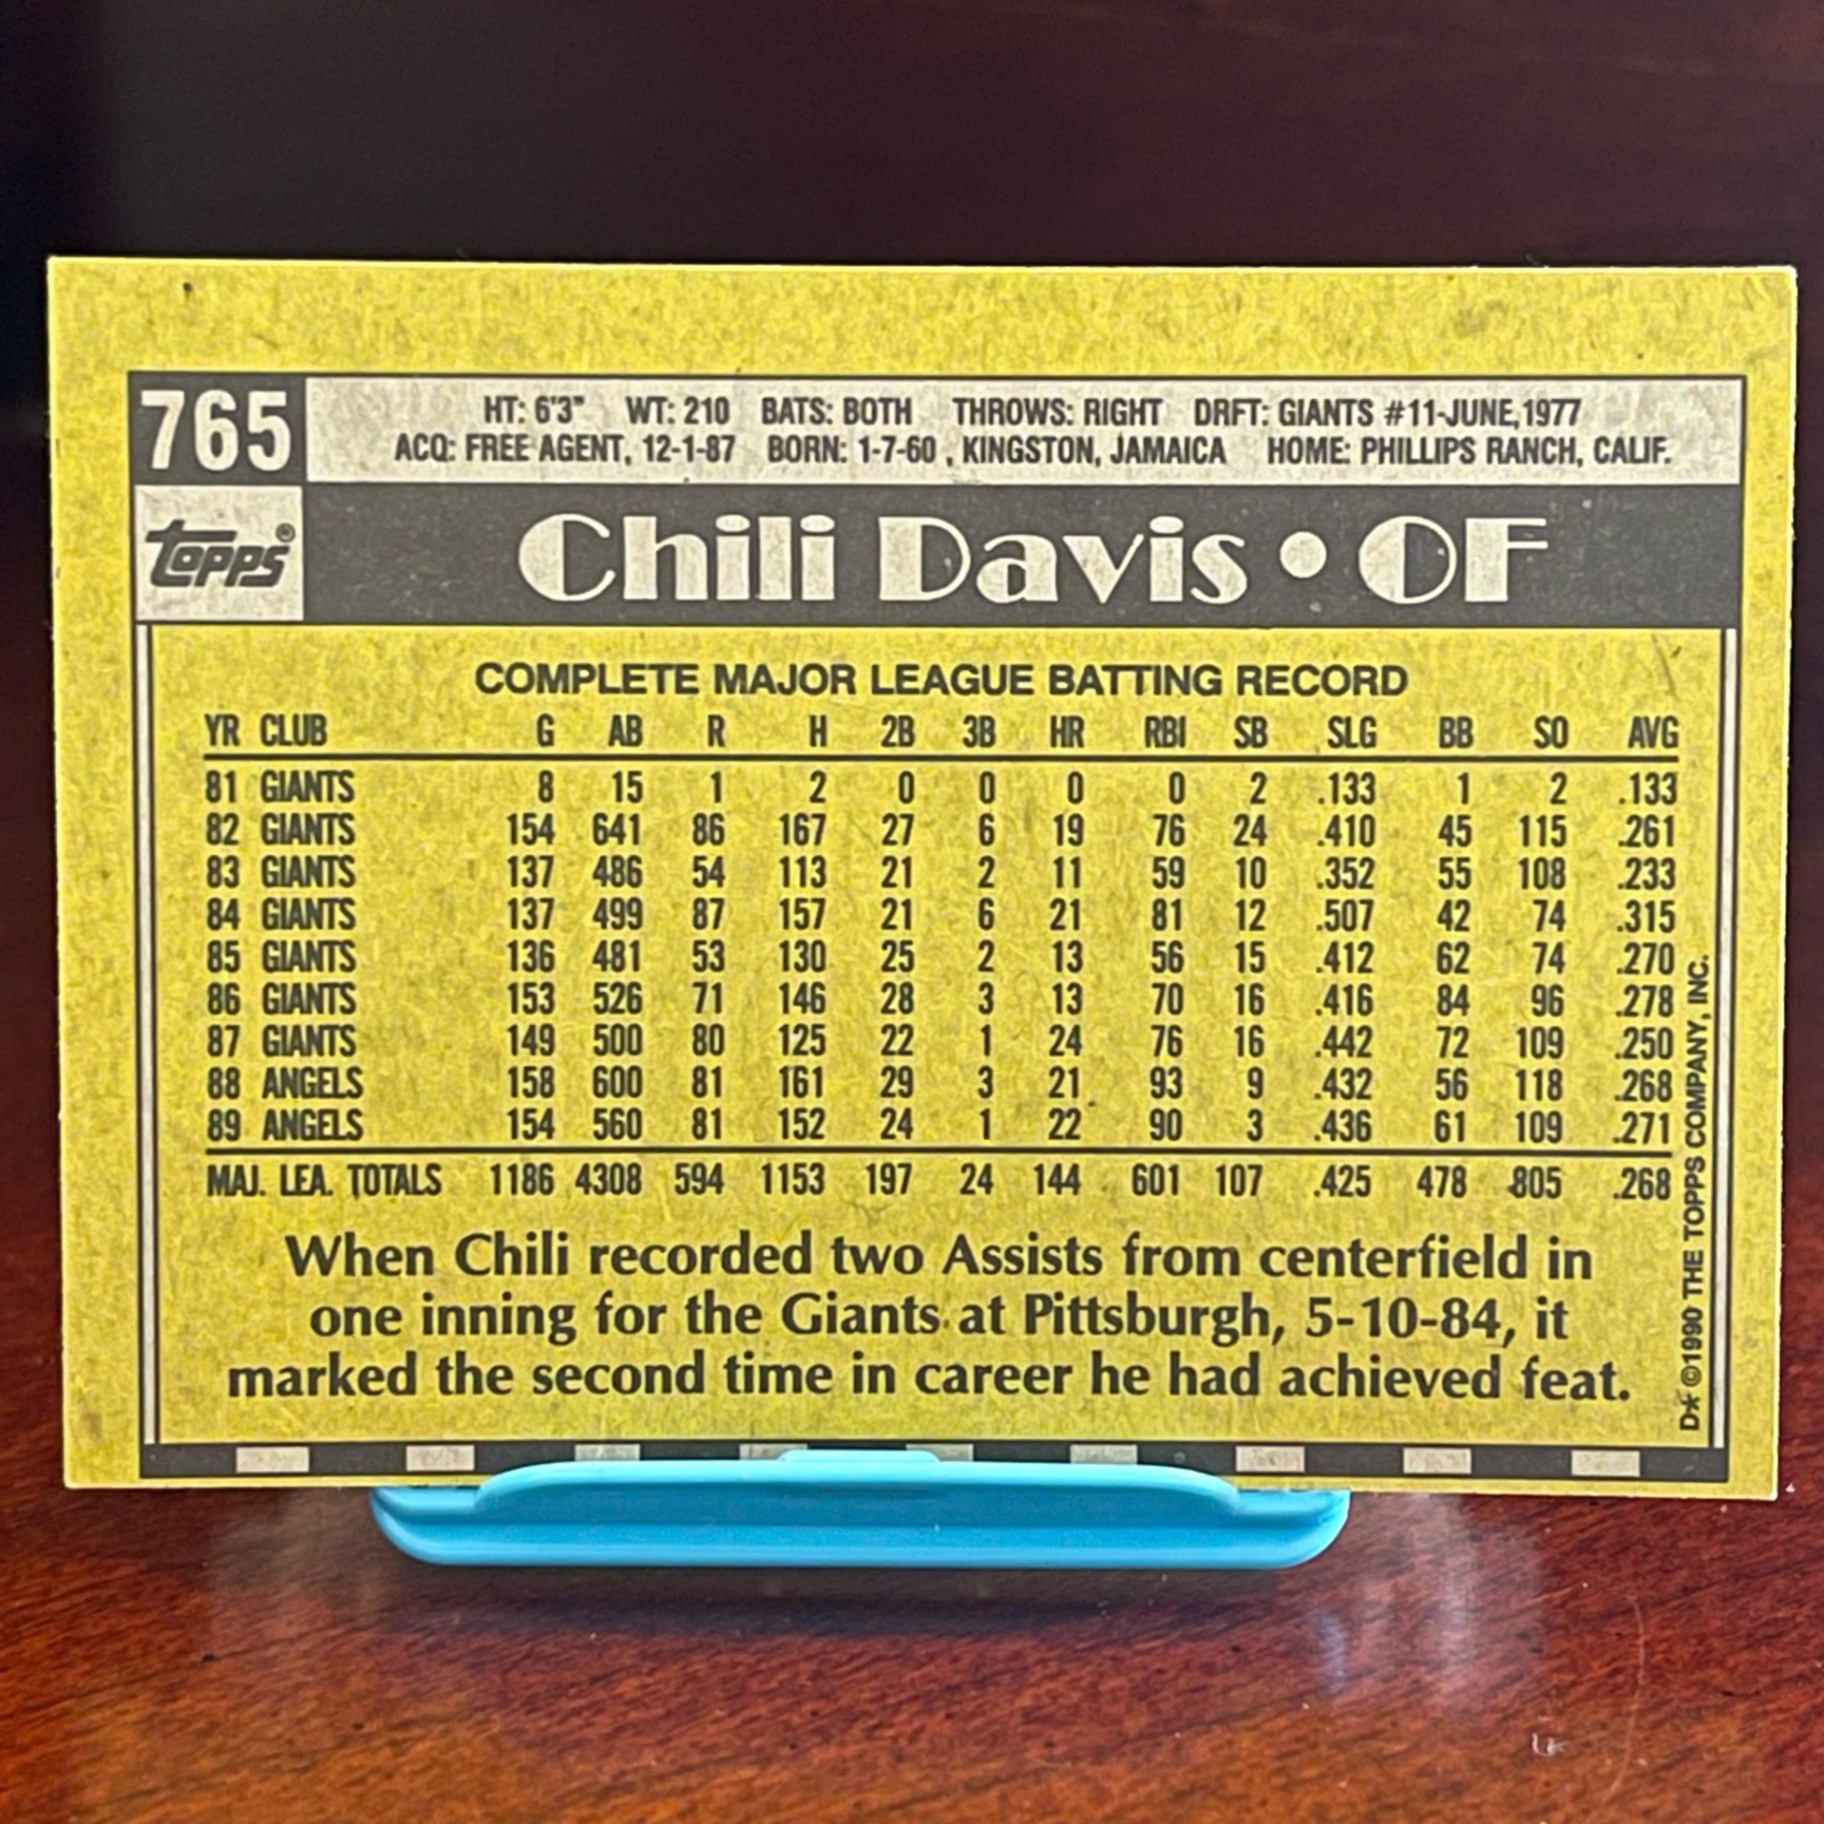 765
HT: 6'3" WT: 210 BATS: BOTH THROWS: RIGHT DRFT: GIANTS #11-JUNE,1977
ACQ: FREE AGENT, 12-1-87 BORN: 1-7-60 , KINGSTON, JAMAICA HOME: PHILLIPS RANCH, CALIF.
topps®
Chili Davis • OF
COMPLETE MAJOR LEAGUE BATTING RECORD
YR CLUB G AB R H 2B 3B HR RBI SB SLG BB SO AVG
81 GIANTS 8 15 1 2 0 0 0 0 2 .133 1 2 .133
82 GIANTS 154 641 86 167 27 6 19 76 24 .410 45 115 .261
83 GIANTS 137 486 54 113 21 2 11 59 10 .352 55 108 .233
84 GIANTS 137 499 87 157 21 6 21 81 12 .507 42 74 .315
85 GIANTS 136 481 53 130 25 2 13 56 15 .412 62 74 .270
86 GIANTS 153 526 71 146 28 3 13 70 16 .416 84 96 .278
87 GIANTS 149 500 80 125 22 1 24 76 16 .442 72 109 .250
88 ANGELS 158 600 81 161 29 3 21 93 9 .432 56 118 .268
89 ANGELS 154 560 81 152 24 1 22 90 3 .436 61 109 .271
MAJ. LEA. TOTALS 1186 4308 594 1153 197 24 144 601 107 .425 478 805 .268
When Chili recorded two Assists from centerfield in
one inning for the Giants at Pittsburgh, 5-10-84, it
marked the second time in career he had achieved feat.
D* ©1990 THE TOPPS COMPANY, INC.